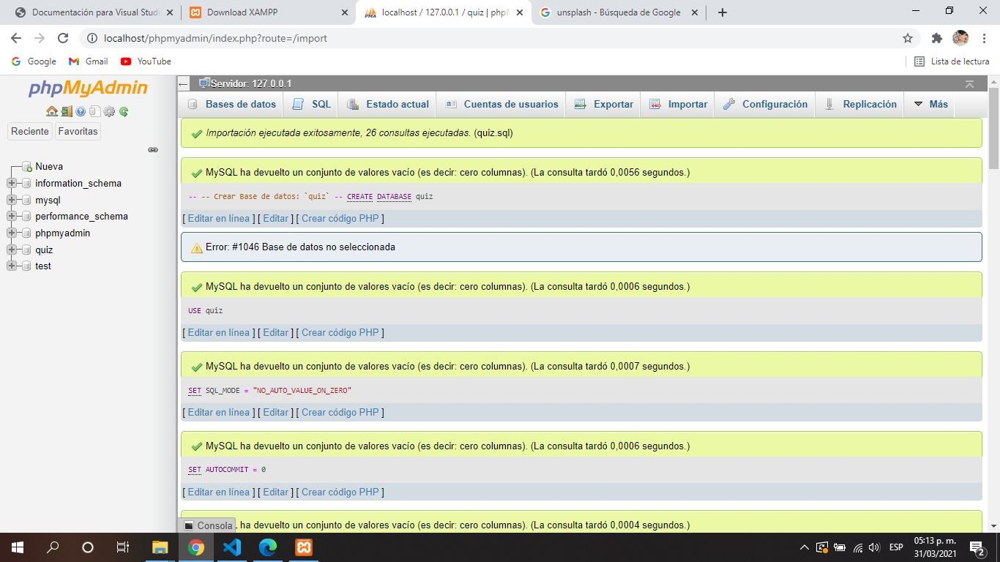 Documentación para Visual Studi
Download XAMPP
localhost / 127.0.0.1 / quiz | phpM
unsplash - Búsqueda de Google
localhost/phpmyadmin/index.php?route=/import
Google
Gmail
YouTube
Lista de lectura
phpMyAdmin
Reciente
Favoritas
Nueva
information_schema
mysql
performance_schema
phpmyadmin
quiz
test
Servidor: 127.0.0.1
Bases de datos
SQL
Estado actual
Cuentas de usuarios
Exportar
Importar
Configuración
Replicación
Más
Importación ejecutada exitosamente, 26 consultas ejecutadas. (quiz.sql)
MySQL ha devuelto un conjunto de valores vacío (es decir: cero columnas). (La consulta tardó 0,0056 segundos.)
-- -- Crear Base de datos: `quiz` -- CREATE DATABASE quiz
[ Editar en línea ] [ Editar ] [ Crear código PHP ]
Error: #1046 Base de datos no seleccionada
MySQL ha devuelto un conjunto de valores vacío (es decir: cero columnas). (La consulta tardó 0,0006 segundos.)
USE quiz
[ Editar en línea ] [ Editar ] [ Crear código PHP ]
MySQL ha devuelto un conjunto de valores vacío (es decir: cero columnas). (La consulta tardó 0,0007 segundos.)
SET SQL_MODE = "NO_AUTO_VALUE_ON_ZERO"
[ Editar en línea ] [ Editar ] [ Crear código PHP ]
MySQL ha devuelto un conjunto de valores vacío (es decir: cero columnas). (La consulta tardó 0,0006 segundos.)
SET AUTOCOMMIT = 0
[ Editar en línea ] [ Editar ] [ Crear código PHP ]
ha devuelto un conjunto de valores vacío (es decir: cero columnas). (La consulta tardó 0,0004 segundos.)
Consola
ESP
05:13 p. m.
31/03/2021
2